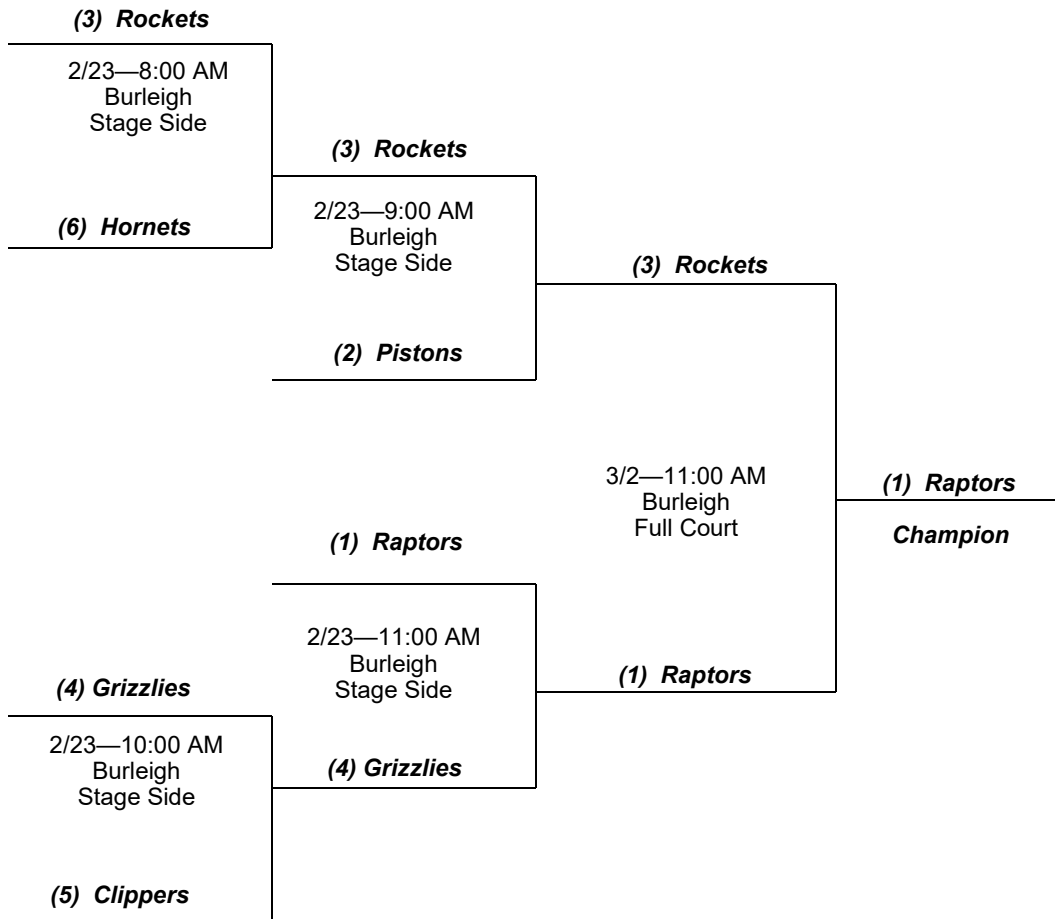 (3) Rockets
2/23—8:00 AM
Burleigh
Stage Side
(3) Rockets
(6) Hornets
2/23—9:00 AM
Burleigh
Stage Side
(3) Rockets
(2) Pistons
3/2—11:00 AM
Burleigh
Full Court
(1) Raptors
Champion
(1) Raptors
2/23—11:00 AM
Burleigh
Stage Side
(1) Raptors
(4) Grizzlies
2/23—10:00 AM
Burleigh
Stage Side
(4) Grizzlies
(5) Clippers